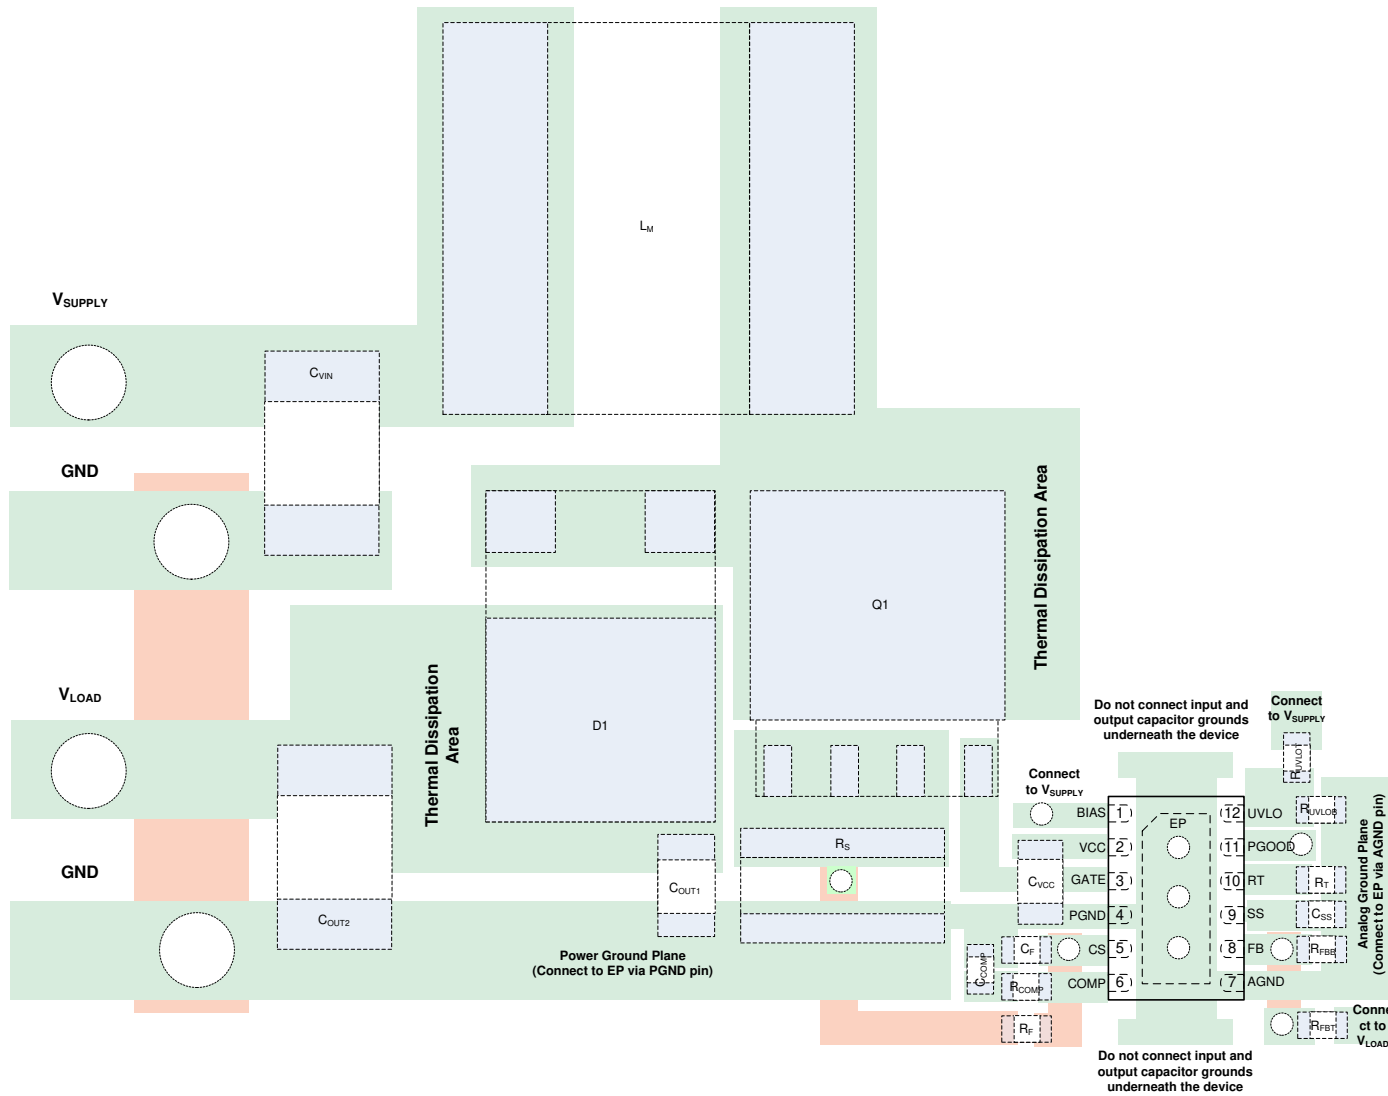 LM
VSUPPLY
CVIN
GND
Thermal Dissipation Area
Q1
VLOAD
Thermal Dissipation
Area
D1
Do not connect input and
output capacitor grounds
underneath the device
Connect
to VSUPPLY
RUVLOT
Connect
to VSUPPLY
BIAS 1
EP
12 UVLO
RUVLOB
VCC 2
11 PGOOD
GATE 3
10 RT
RT
CVCC
PGND 4
9 SS
CSS
CS 5
8 FB
RFBB
CF
COMP 6
7 AGND
CCOMP
RCOMP
RF
RFBT
Conne
ct to
VLOAD
Analog Ground Plane
(Connect to EP via AGND pin)
RS
GND
COUT1
COUT2
Power Ground Plane
(Connect to EP via PGND pin)
Do not connect input and
output capacitor grounds
underneath the device